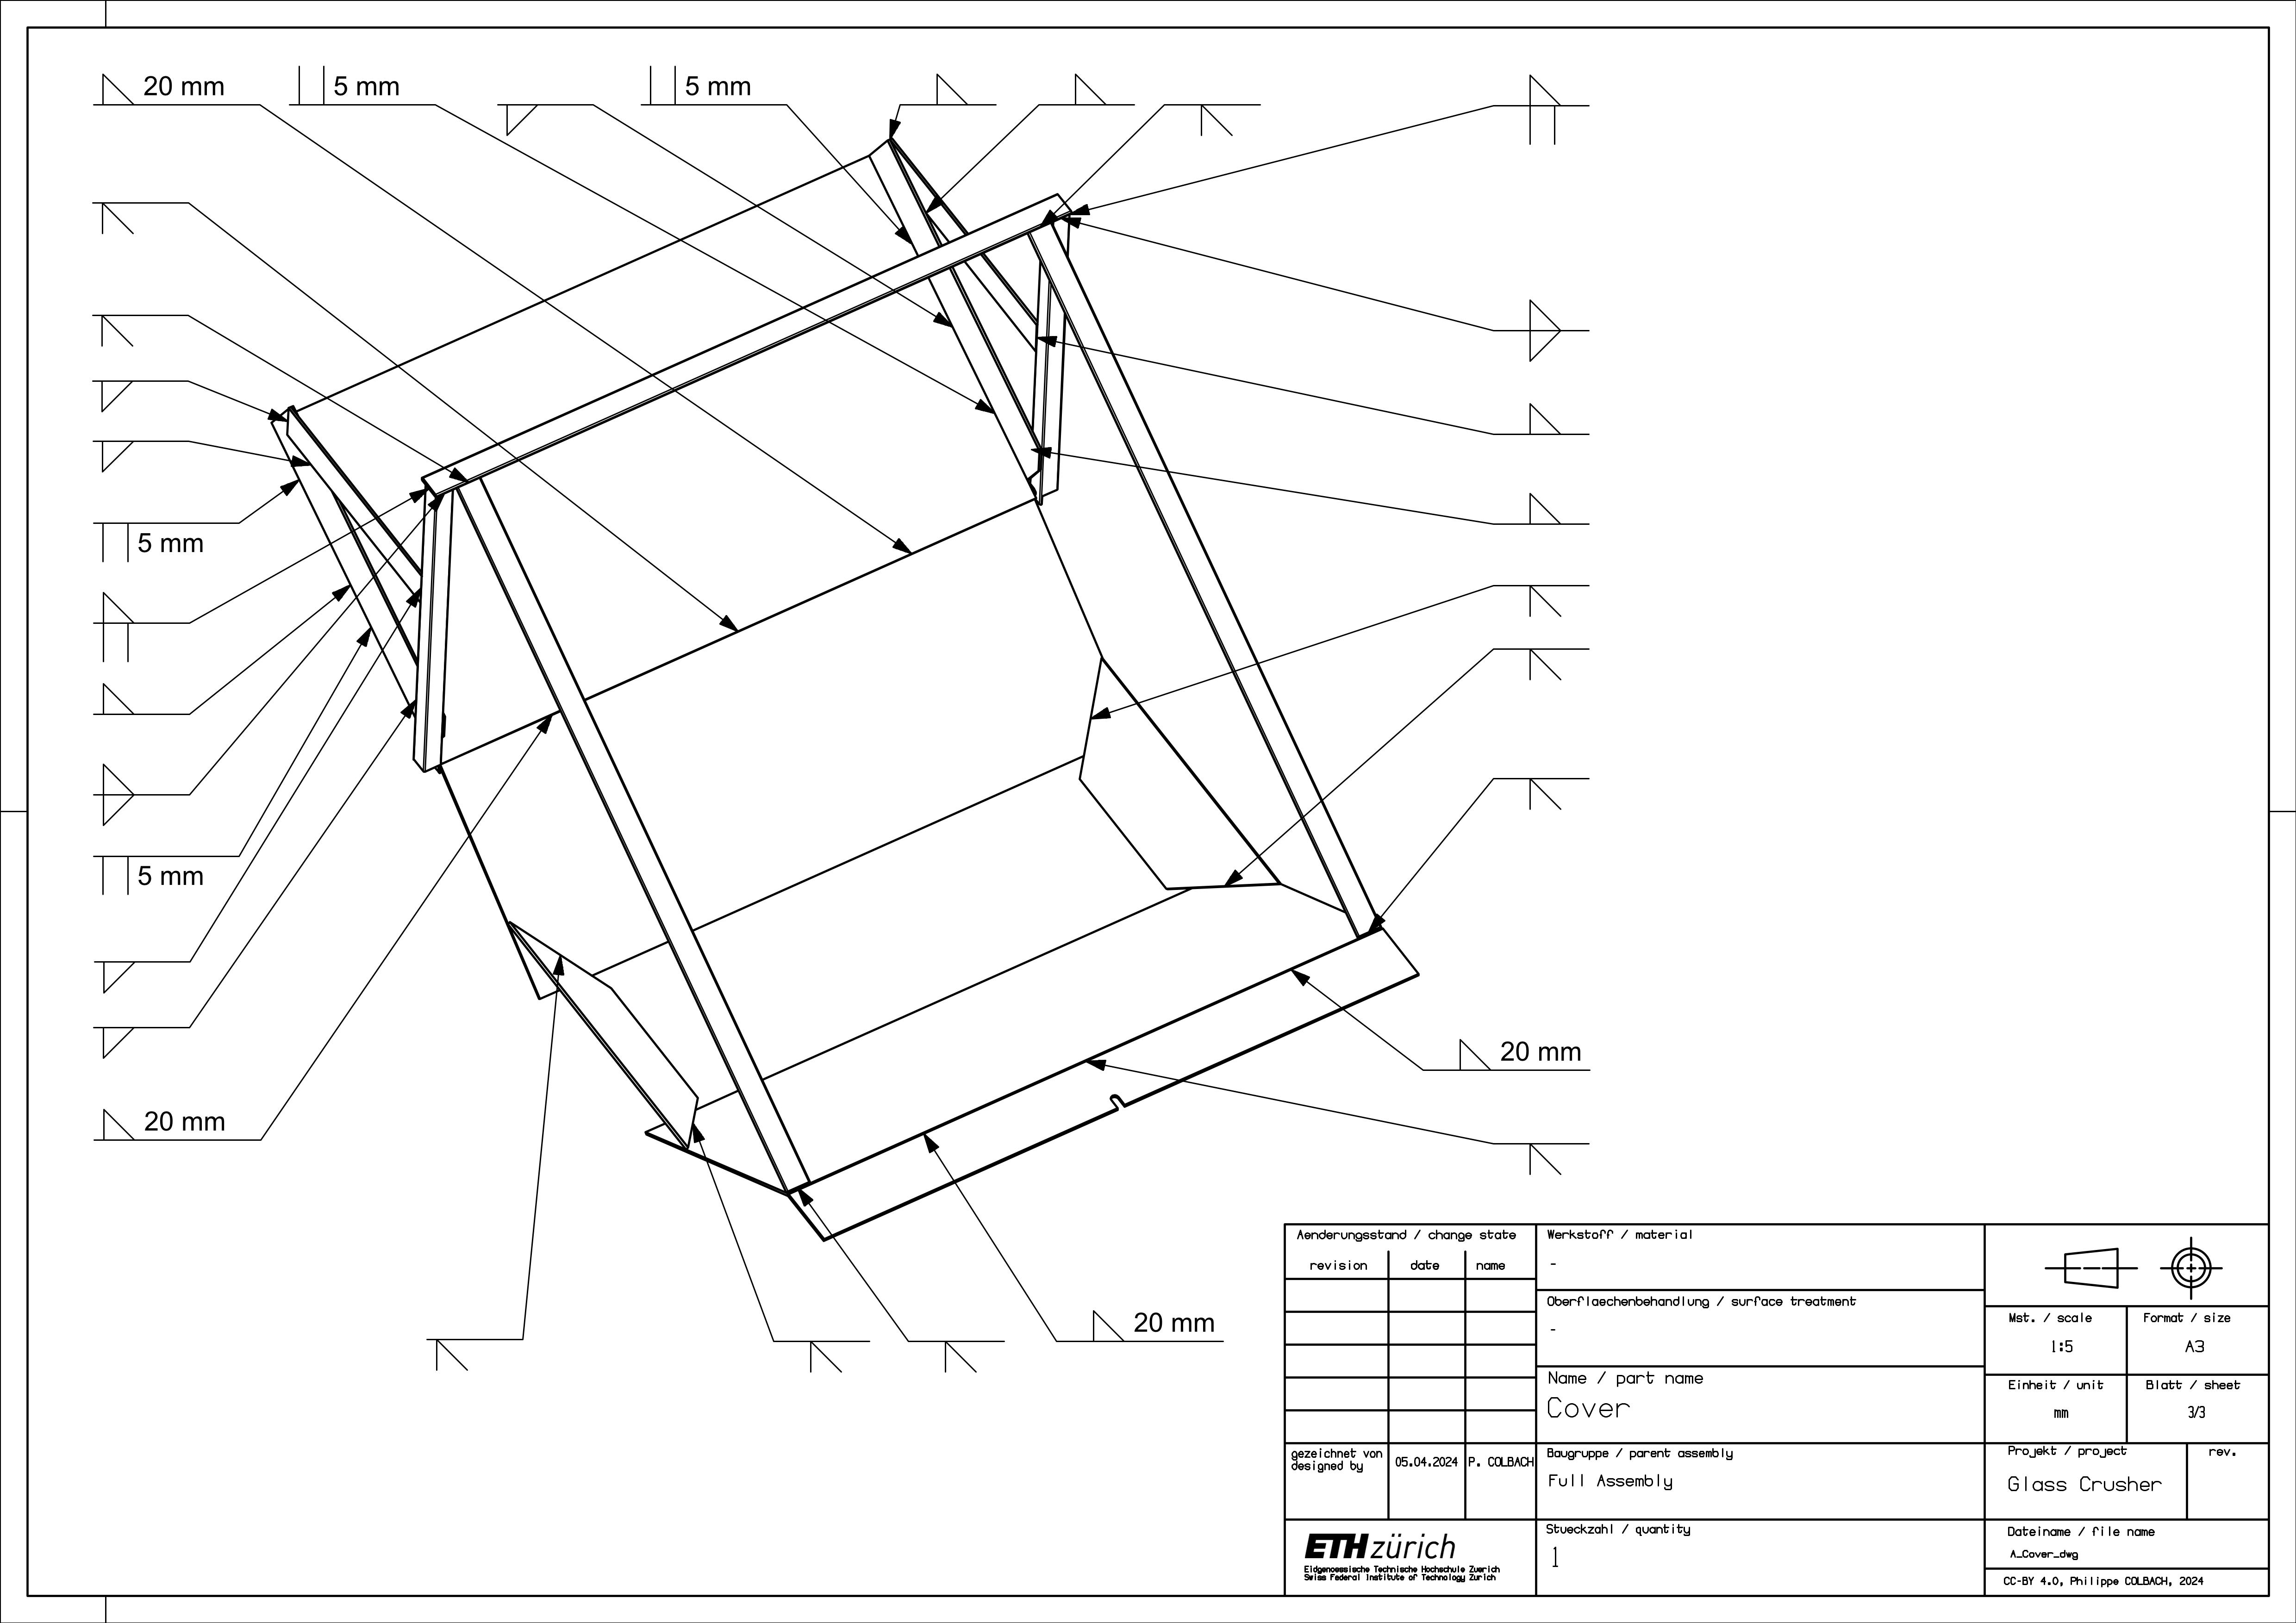 20 mm
5 mm
5 mm
5 mm
5 mm
20 mm
20 mm
20 mm
Aenderungsstand / change state
revision date name
Werkstoff / material
-
Oberflaechenbehandlung / surface treatment
-
Name / part name
Cover
Mst. / scale
1:5
Format / size
A3
Einheit / unit
mm
Blatt / sheet
3/3
gezeichnet von
designed by
05.04.2024
P. COLBACH
Baugruppe / parent assembly
Full Assembly
Projekt / project
Glass Crusher
rev.
ETH zürich
Eidgenoessische Technische Hochschule Zuerich
Swiss Federal Institute of Technology Zurich
Stueckzahl / quantity
1
Dateiname / file name
A_Cover_dwg
CC-BY 4.0, Philippe COLBACH, 2024